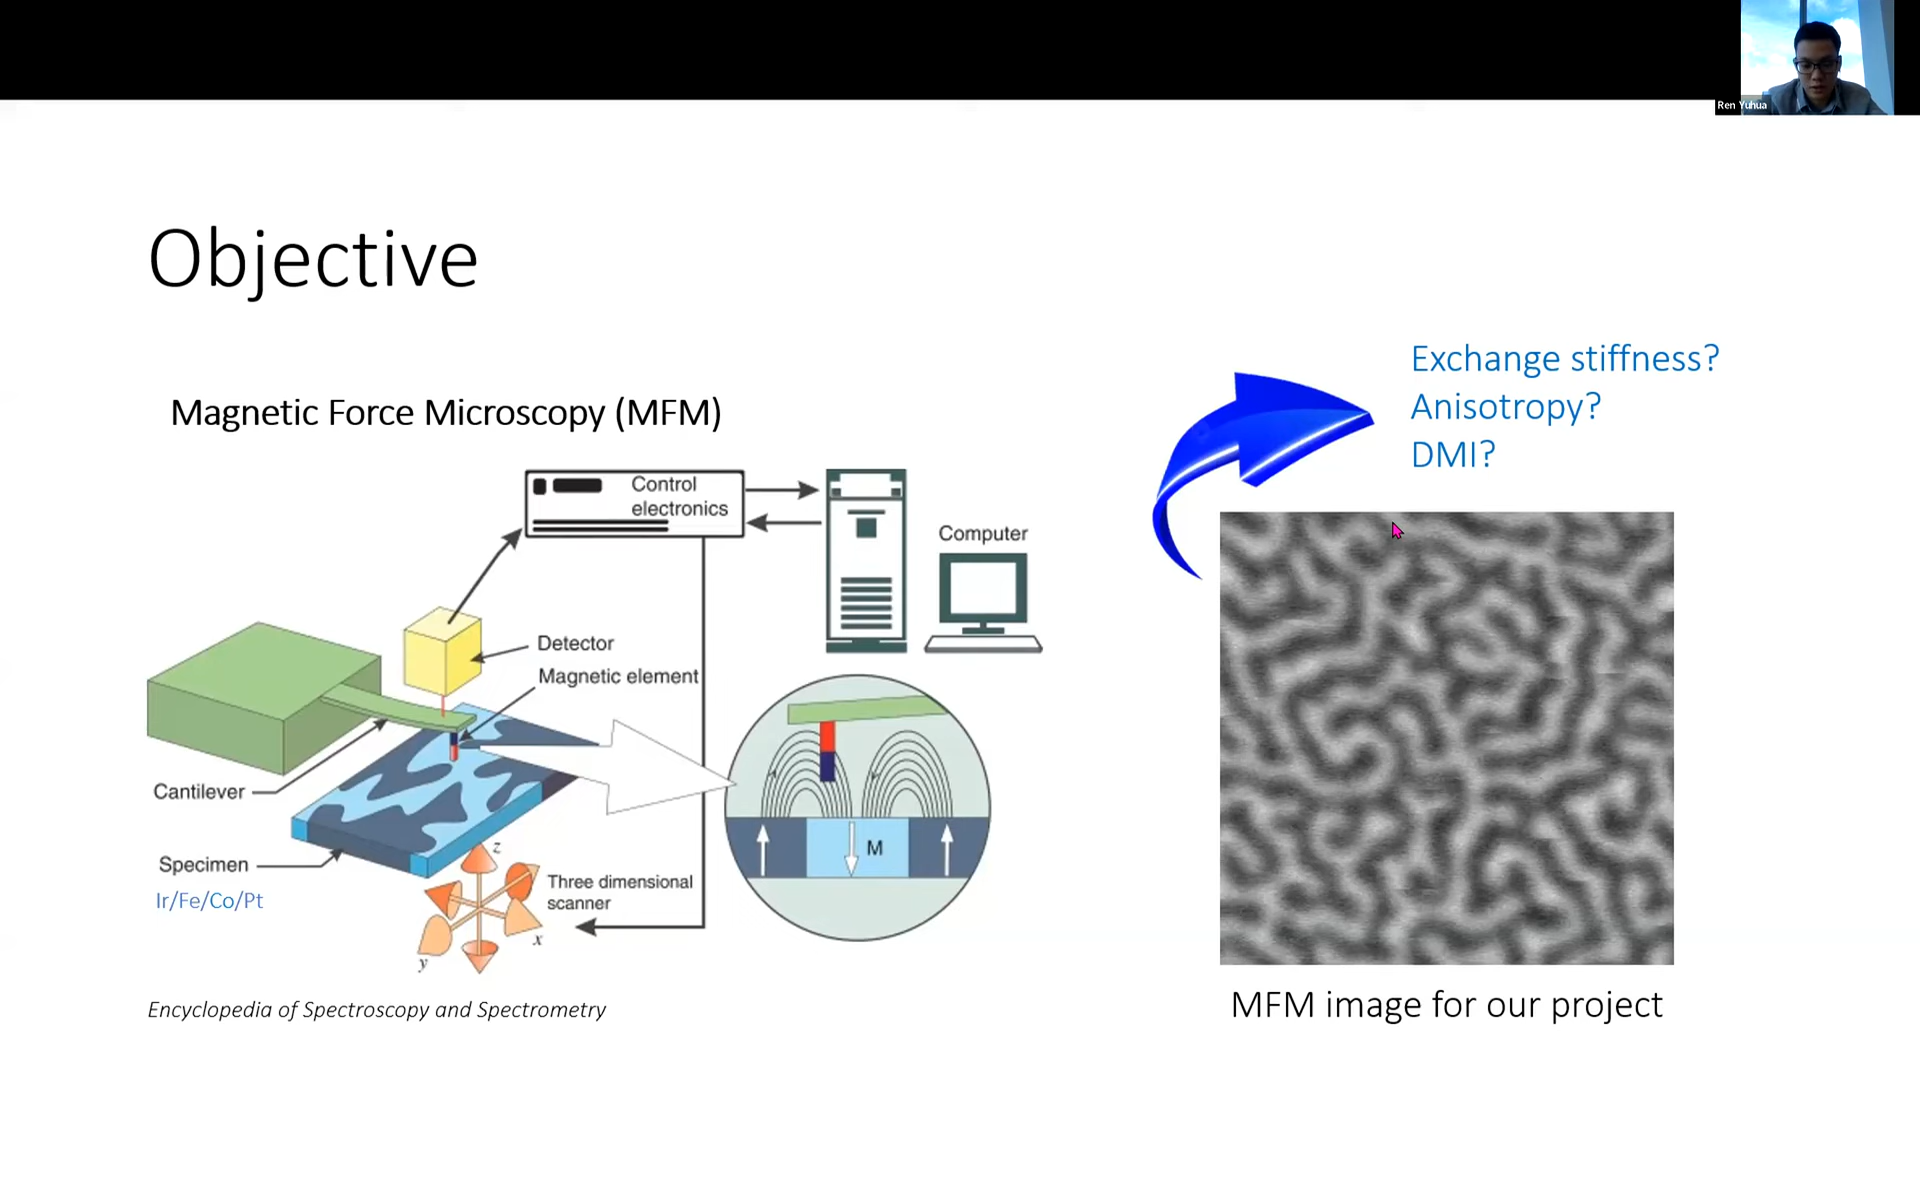 Ren Yuhua
Objective
Magnetic Force Microscopy (MFM)
Control
electronics
Computer
Detector
Magnetic element
Cantilever
Specimen
Ir/Fe/Co/Pt
z
x
y
Three dimensional
scanner
M
Encyclopedia of Spectroscopy and Spectrometry
Exchange stiffness?
Anisotropy?
DMI?
MFM image for our project